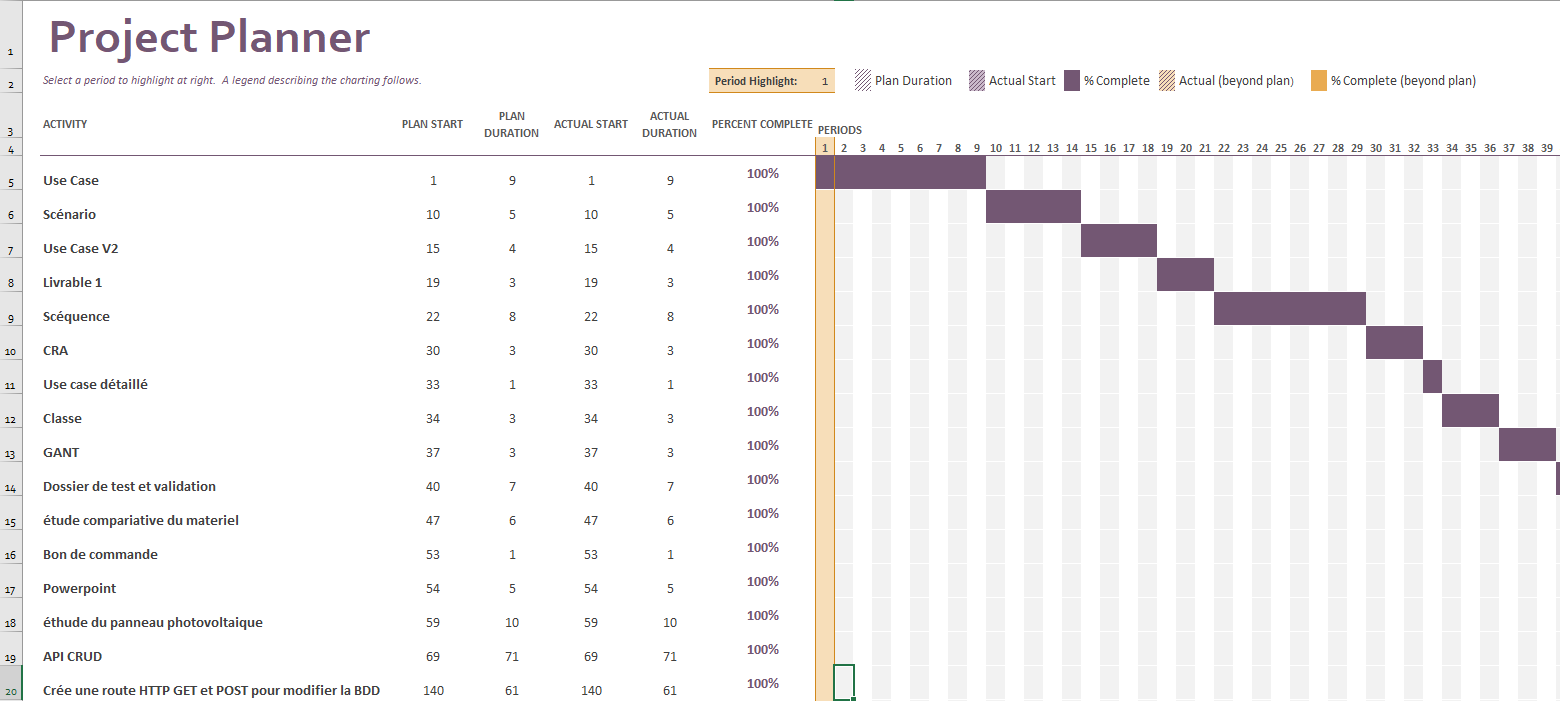 Project Planner
Select a period to highlight at right. A legend describing the charting follows.
Period Highlight: 1
Plan Duration
Actual Start
% Complete
Actual (beyond plan)
% Complete (beyond plan)
ACTIVITY PLAN START PLAN DURATION ACTUAL START ACTUAL DURATION PERCENT COMPLETE PERIODS
1 2 3 4 5 6 7 8 9 10 11 12 13 14 15 16 17 18 19 20 21 22 23 24 25 26 27 28 29 30 31 32 33 34 35 36 37 38 39
Use Case 1 9 1 9 100%
Scénario 10 5 10 5 100%
Use Case V2 15 4 15 4 100%
Livrable 1 19 3 19 3 100%
Scéquence 22 8 22 8 100%
CRA 30 3 30 3 100%
Use case détaillé 33 1 33 1 100%
Classe 34 3 34 3 100%
GANT 37 3 37 3 100%
Dossier de test et validation 40 7 40 7 100%
étude compariative du materiel 47 6 47 6 100%
Bon de commande 53 1 53 1 100%
Powerpoint 54 5 54 5 100%
éthude du panneau photovoltaique 59 10 59 10 100%
API CRUD 69 71 69 71 100%
Crée une route HTTP GET et POST pour modifier la BDD 140 61 140 61 100%
1
2
3
4
5
6
7
8
9
10
11
12
13
14
15
16
17
18
19
20